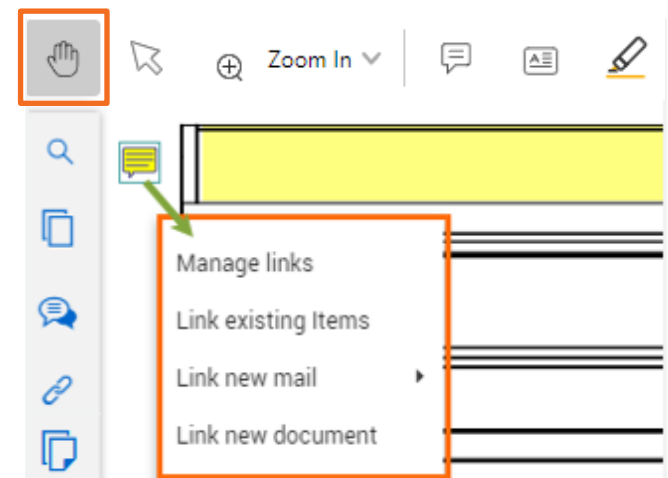 Zoom In
Manage links
Link existing Items
Link new mail
Link new document